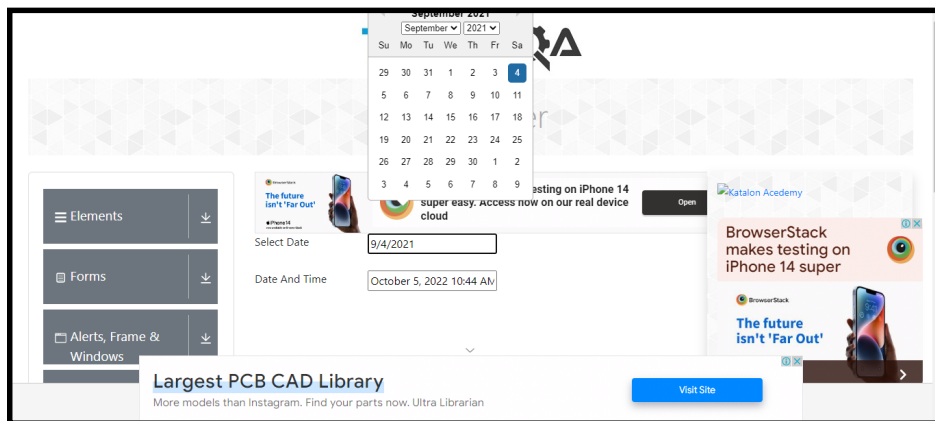 September 2021
September 2021
Su Mo Tu We Th Fr Sa
29 30 31 1 2 3 4
5 6 7 8 9 10 11
12 13 14 15 16 17 18
19 20 21 22 23 24 25
26 27 28 29 30 1 2
3 4 5 6 7 8 9
Elements
Forms
Alerts, Frame &
Windows
BrowserStack
The future
isn't 'Far Out'
iPhone 14
esting on iPhone 14
super easy. Access now on our real device
cloud
Open
Select Date
9/4/2021
Date And Time
October 5, 2022 10:44 AM
Katalon Acedemy
BrowserStack
makes testing on
iPhone 14 super
BrowserStack
The future
isn't 'Far Out'
Largest PCB CAD Library
More models than Instagram. Find your parts now. Ultra Librarian
Visit Site